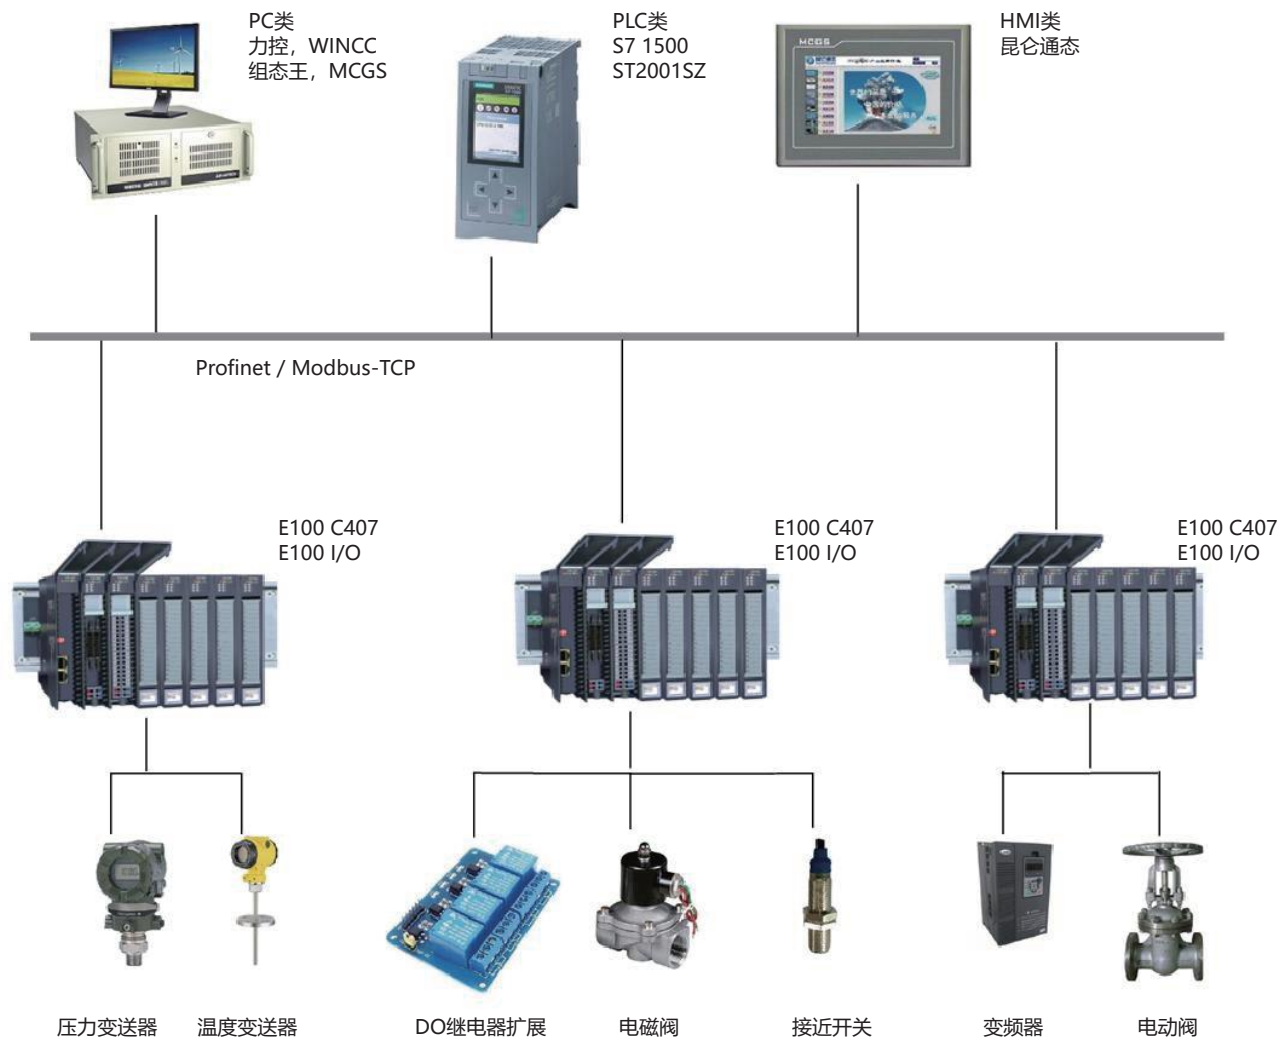 PC类
力控，WINCC
组态王，MCGS
PLC类
S7 1500
ST2001SZ
HMI类
昆仑通态
MCGS
SIEMENS
Profinet / Modbus-TCP
E100 C407
E100 I/O
E100 C407
E100 I/O
E100 C407
E100 I/O
压力变送器
温度变送器
DO继电器扩展
电磁阀
接近开关
变频器
电动阀